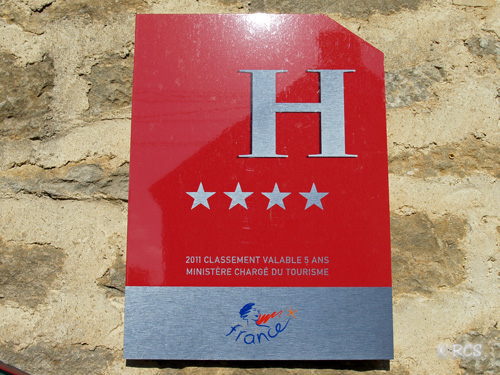 H
2011 CLASSEMENT VALABLE 5 ANS
MINISTÈRE CHARGÉ DU TOURISME
france
© RCS